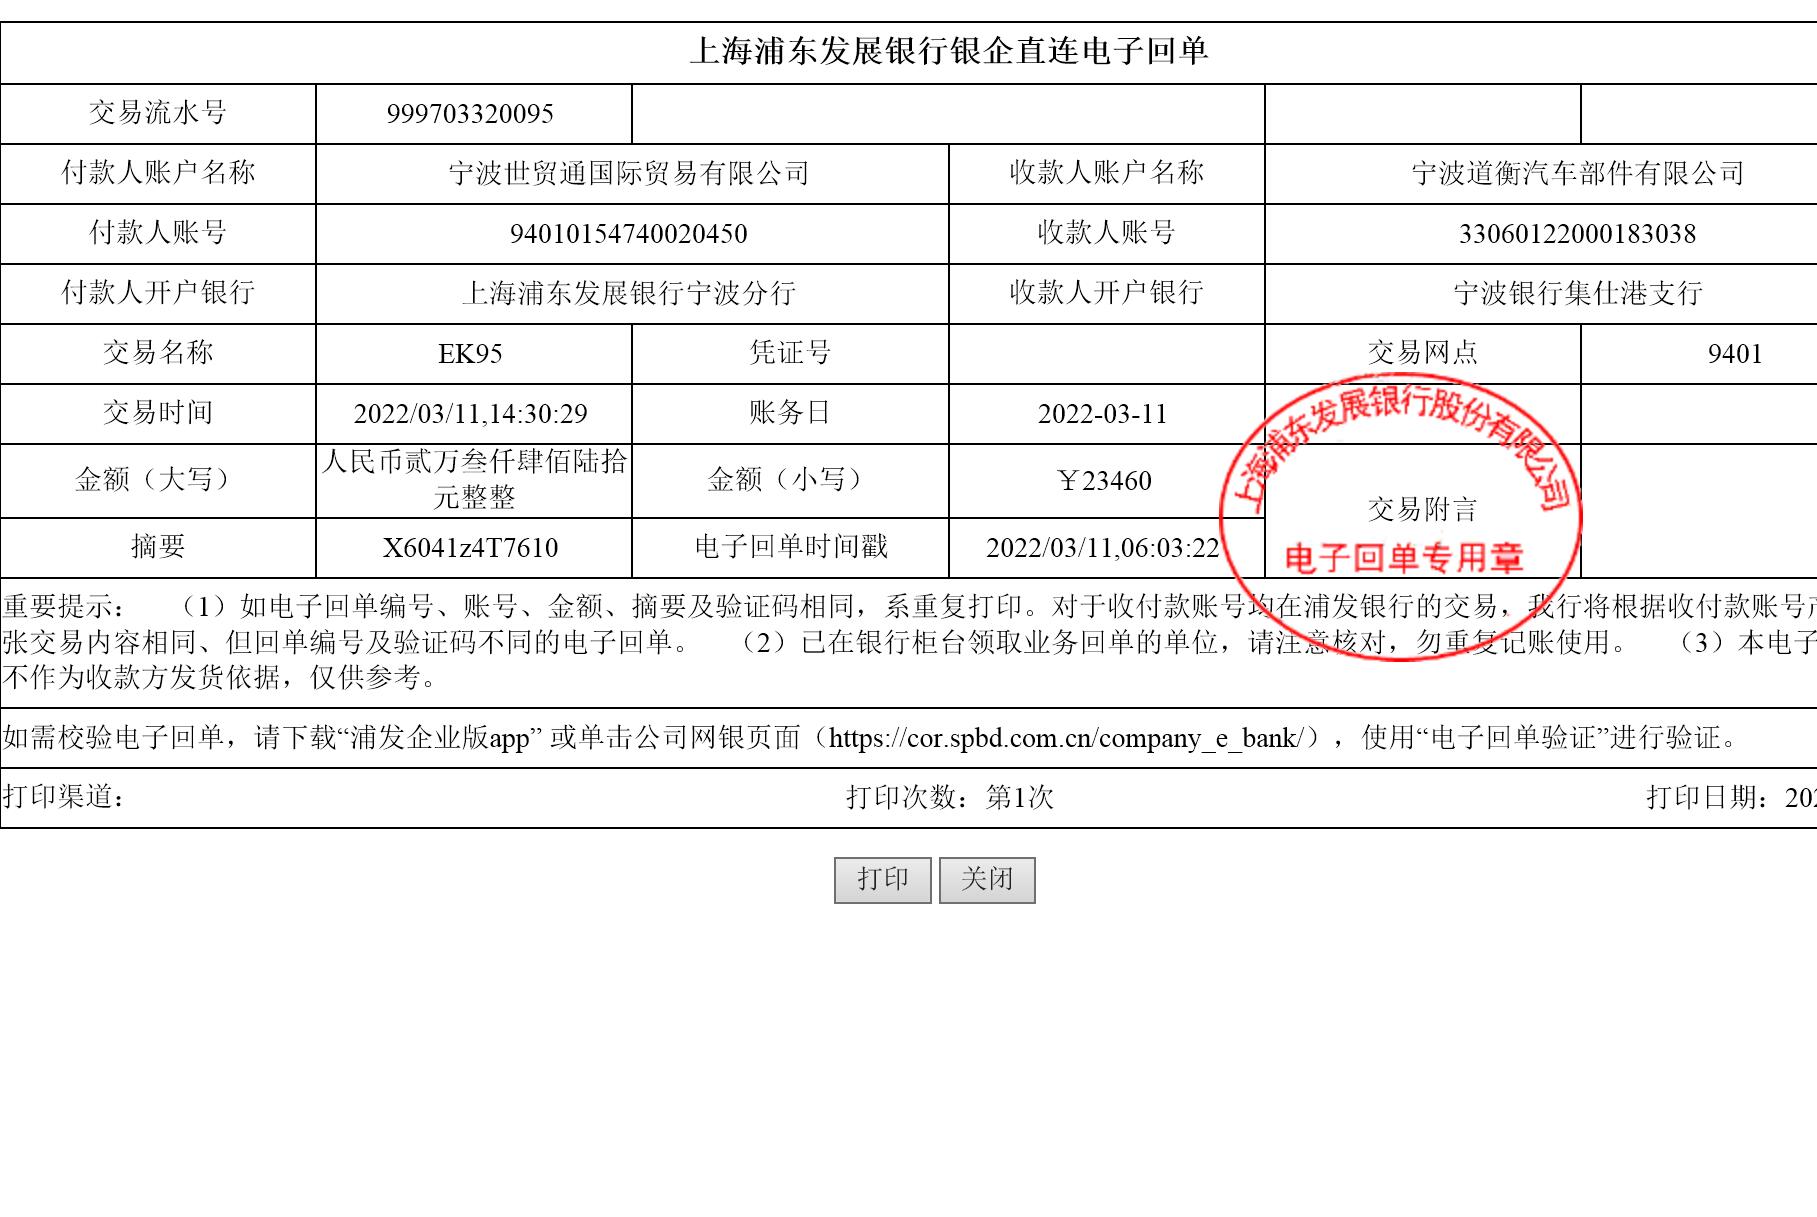 上海浦东发展银行银企直连电子回单
交易流水号 999703320095
付款人账户名称 宁波世贸通国际贸易有限公司 收款人账户名称 宁波道衡汽车部件有限公司
付款人账号 94010154740020450 收款人账号 33060122000183038
付款人开户银行 上海浦东发展银行宁波分行 收款人开户银行 宁波银行集仕港支行
交易名称 EK95 凭证号 交易网点 9401
交易时间 2022/03/11,14:30:29 账务日 2022-03-11
上海浦东发展银行股份有限公司
金额（大写） 人民币贰万叁仟肆佰陆拾
元整整 金额（小写） ￥23460
交易附言
摘要 X6041z4T7610 电子回单时间戳 2022/03/11,06:03:22
电子回单专用章
重要提示： （1）如电子回单编号、账号、金额、摘要及验证码相同，系重复打印。对于收付款账号均在浦发银行的交易，我行将根据收付款账号
张交易内容相同、但回单编号及验证码不同的电子回单。 （2）已在银行柜台领取业务回单的单位，请注意核对，勿重复记账使用。 （3）本电子
不作为收款方发货依据，仅供参考。
如需校验电子回单，请下载“浦发企业版app” 或单击公司网银页面（https://cor.spbd.com.cn/company_e_bank/），使用“电子回单验证”进行验证。
打印渠道： 打印次数：第1次 打印日期：202
打印 关闭